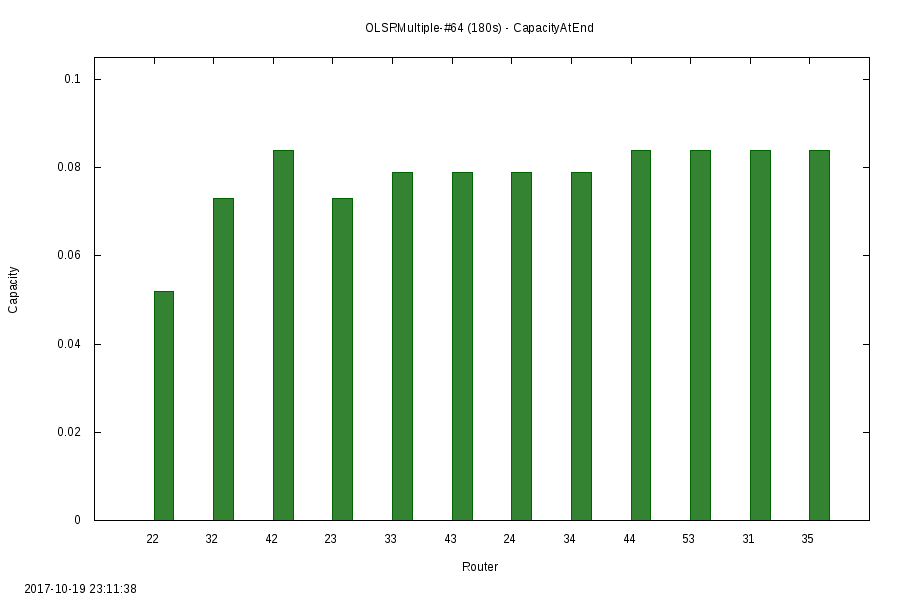 OLSRMultiple-#64 (180s) - CapacityAtEnd
0.1
0.08
0.06
0.04
0.02
0
Capacity
22 32 42 23 33 43 24 34 44 53 31 35
Router
2017-10-19 23:11:38